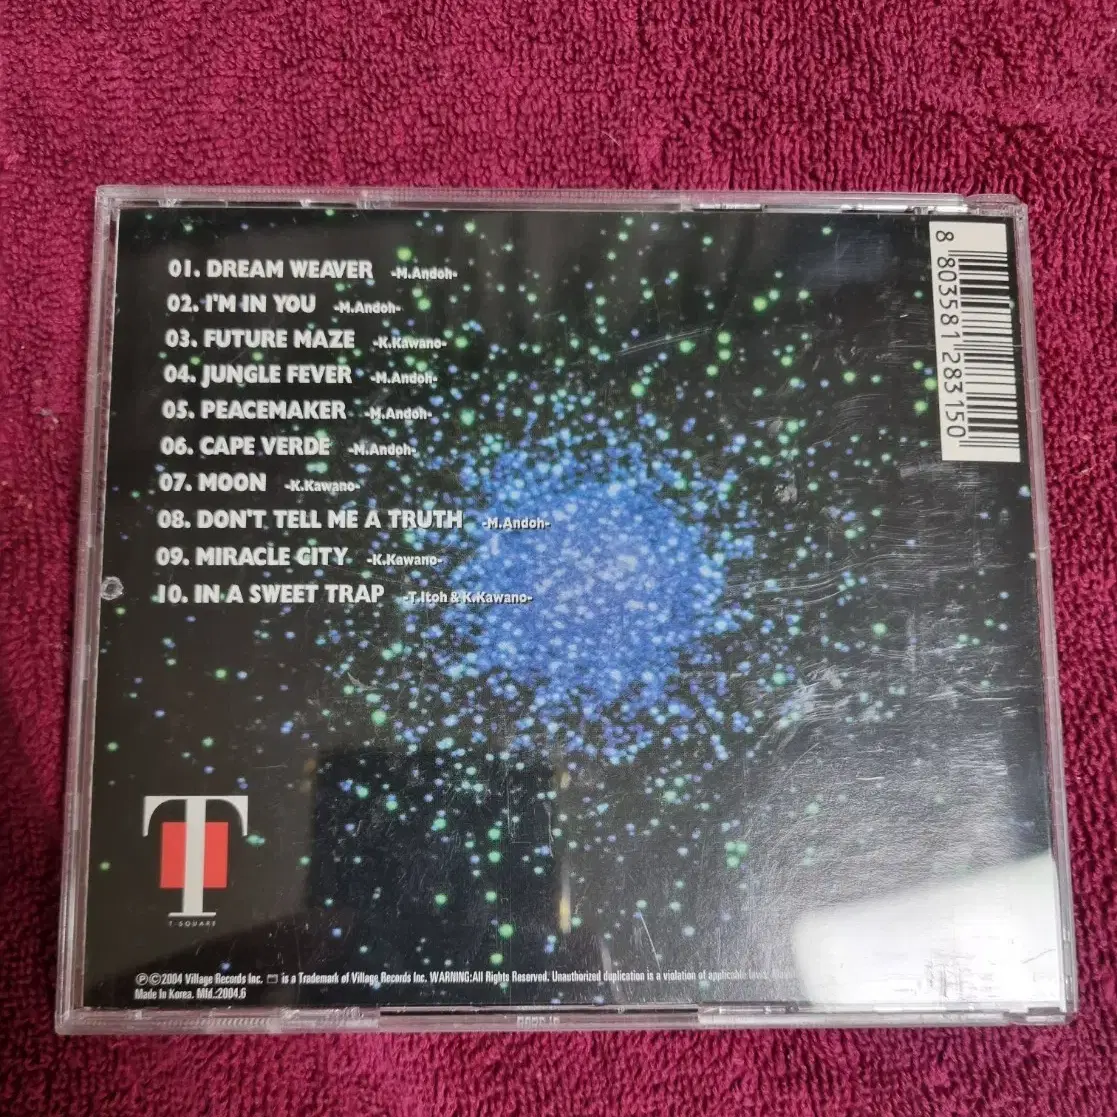 01. DREAM WEAVER -M.Andoh-
02. I'M IN YOU -M.Andoh-
03. FUTURE MAZE -K.Kawano-
04. JUNGLE FEVER -M.Andoh-
05. PEACEMAKER -M.Andoh-
06. CAPE VERDE -M.Andoh-
07. MOON -K.Kawano-
08. DON'T TELL ME A TRUTH -M.Andoh-
09. MIRACLE CITY -K.Kawano-
10. IN A SWEET TRAP -T.Itoh & K.Kawano-
8 803581 283150
T
T-SQUARE
℗©2004 Village Records Inc. is a Trademark of Village Records Inc. WARNING:All Rights Reserved. Unauthorized duplication is a violation of applicable laws.
Made in Korea. Mfd.:2004.6